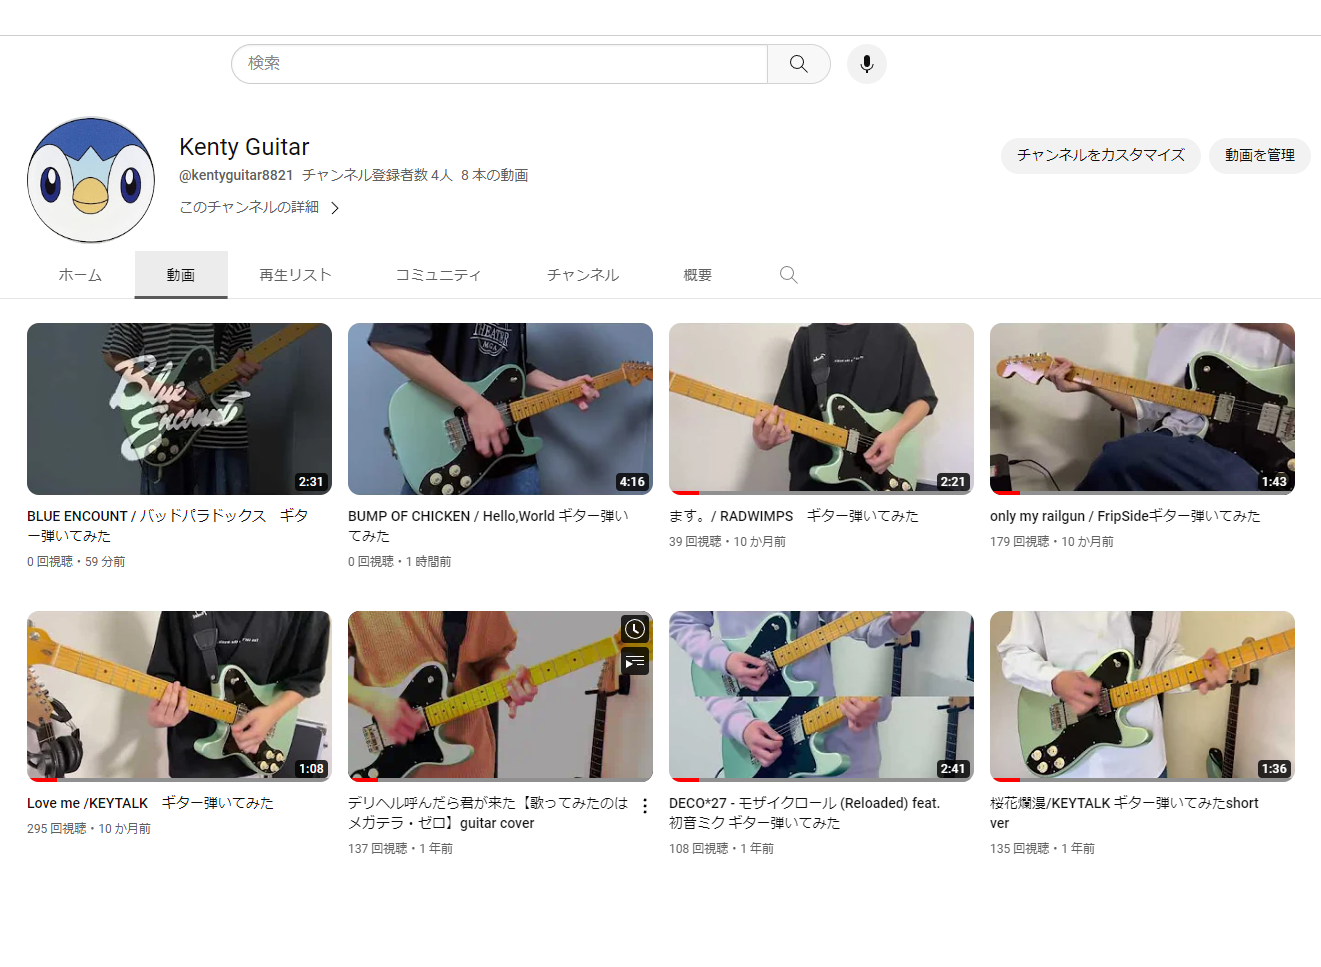 検索
Kenty Guitar
@kentyguitar8821 チャンネル登録者数 4人 8 本の動画
このチャンネルの詳細
チャンネルをカスタマイズ
動画を管理
ホーム
動画
再生リスト
コミュニティ
チャンネル
概要
Blue
Encount
2:31
THEATER
MGA
4:16
2:21
1:43
BLUE ENCOUNT / バッドパラドックス　ギタ
ー弾いてみた
0 回視聴・59 分前
BUMP OF CHICKEN / Hello,World ギター弾い
てみた
0 回視聴・1 時間前
ます。/ RADWIMPS　ギター弾いてみた
39 回視聴・10 か月前
only my railgun / FripSideギター弾いてみた
179 回視聴・10 か月前
1:08
2:41
1:36
Love me /KEYTALK　ギター弾いてみた
295 回視聴・10 か月前
デリヘル呼んだら君が来た【歌ってみたのは
メガテラ・ゼロ】guitar cover
137 回視聴・1 年前
DECO*27 - モザイクロール (Reloaded) feat.
初音ミク ギター弾いてみた
108 回視聴・1 年前
桜花爛漫/KEYTALK ギター弾いてみたshort
ver
135 回視聴・1 年前